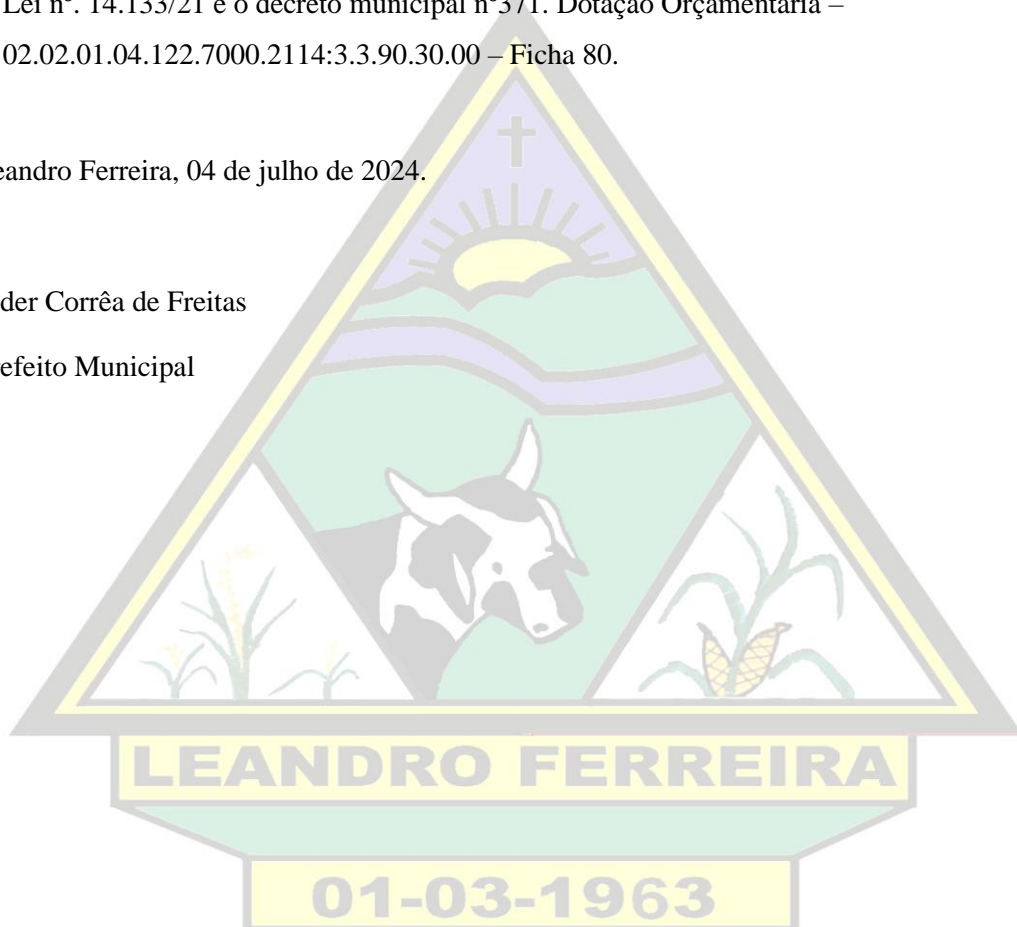 Lei nº. 14.133/21 e o decreto municipal nº371. Dotação Orçamentária –
02.02.01.04.122.7000.2114:3.3.90.30.00 – Ficha 80.
eandro Ferreira, 04 de julho de 2024.
der Corrêa de Freitas
efeito Municipal
LEANDRO FERREIRA
01-03-1963